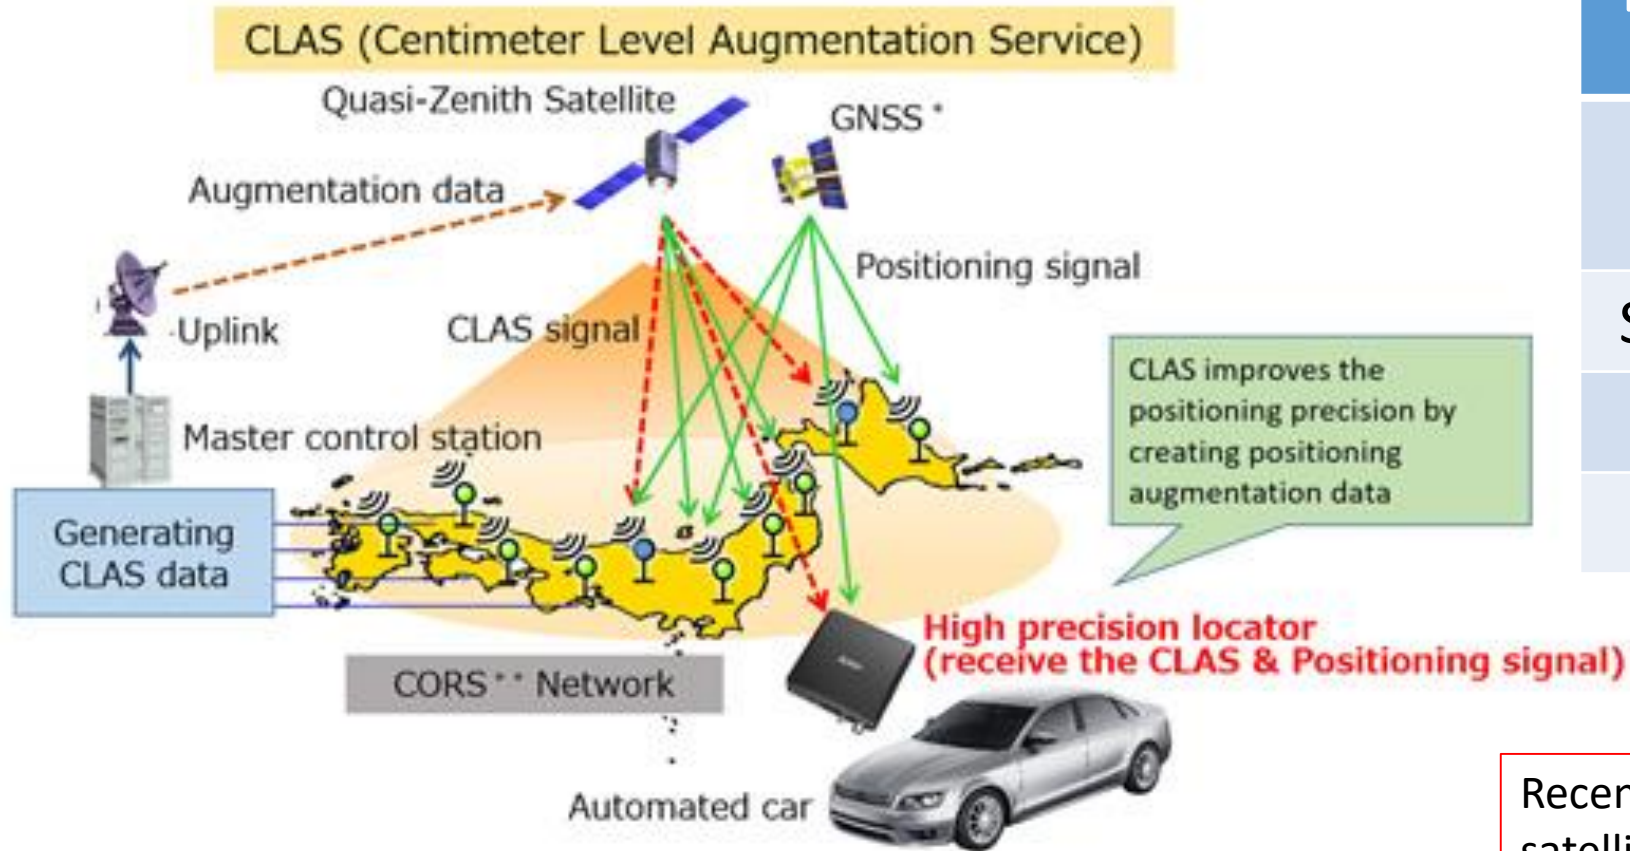 CLAS (Centimeter Level Augmentation Service)
Quasi-Zenith Satellite
GNSS *
Augmentation data
Positioning signal
Uplink
CLAS signal
Master control station
CLAS improves the
positioning precision by
creating positioning
augmentation data
Generating
CLAS data
High precision locator
(receive the CLAS & Positioning signal)
CORS ** Network
Automated car